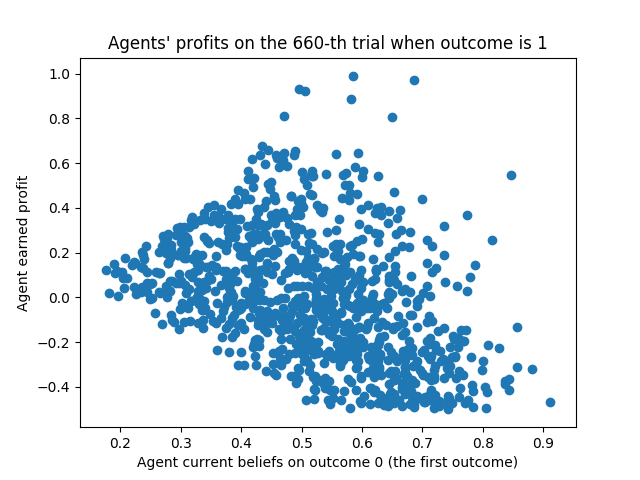 Agents' profits on the 660-th trial when outcome is 1
1.0
0.8
0.6
0.4
0.2
0.0
−0.2
−0.4
Agent earned profit
0.2 0.3 0.4 0.5 0.6 0.7 0.8 0.9
Agent current beliefs on outcome 0 (the first outcome)